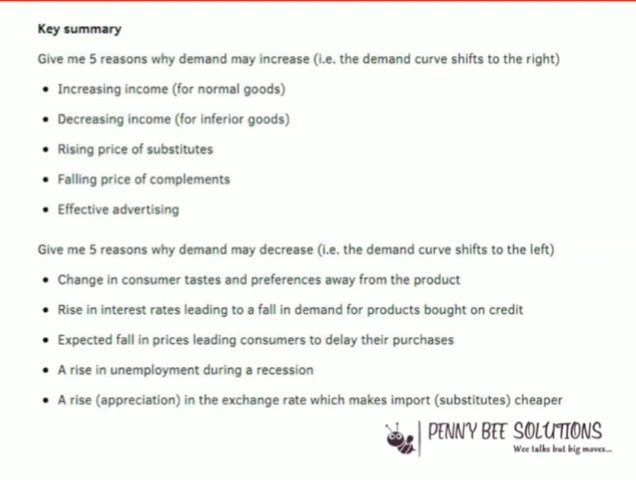 Key summary
Give me 5 reasons why demand may increase (i.e. the demand curve shifts to the right)
• Increasing income (for normal goods)
• Decreasing income (for inferior goods)
• Rising price of substitutes
• Falling price of complements
• Effective advertising
Give me 5 reasons why demand may decrease (i.e. the demand curve shifts to the left)
• Change in consumer tastes and preferences away from the product
• Rise in interest rates leading to a fall in demand for products bought on credit
• Expected fall in prices leading consumers to delay their purchases
• A rise in unemployment during a recession
• A rise (appreciation) in the exchange rate which makes import (substitutes) cheaper
PENNY BEE SOLUTIONS
Wee talks but big moves...